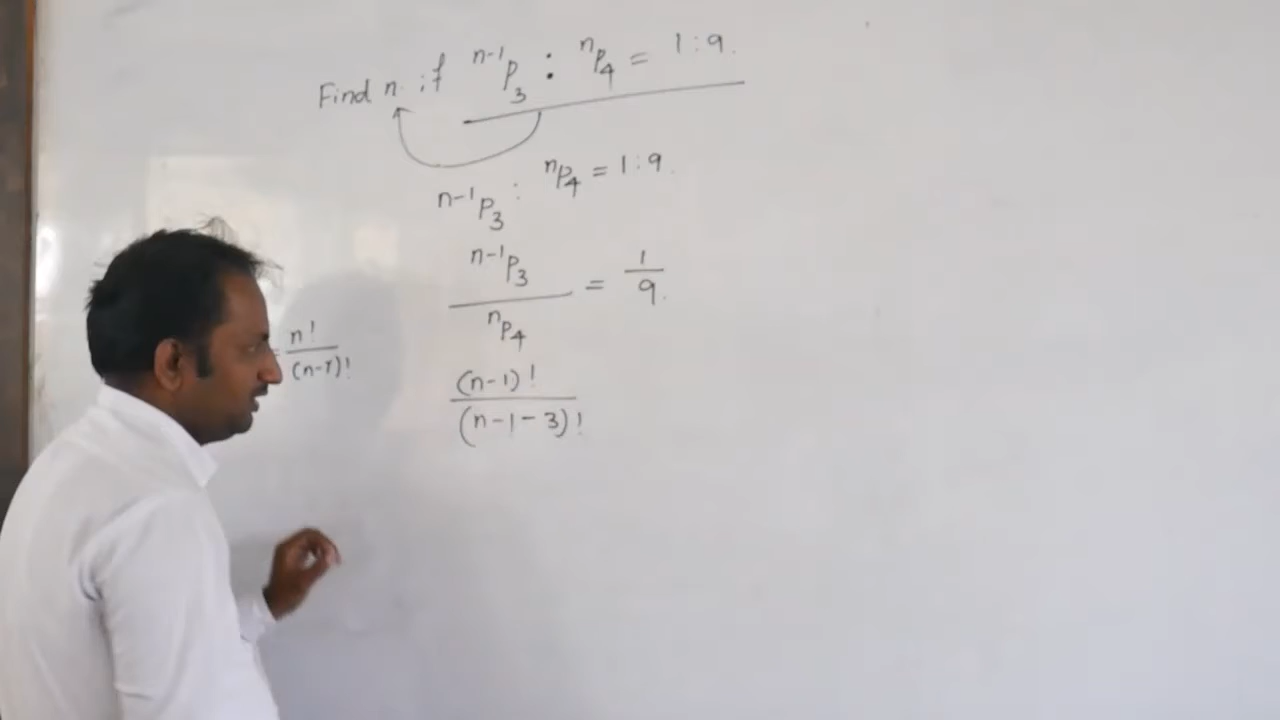 Find n if ⁿ⁻¹P₃ : ⁿP₄ = 1:9.
ⁿ⁻¹P₃ : ⁿP₄ = 1:9.
ⁿ⁻¹P₃ / ⁿP₄ = 1/9.
= n! / (n-r)!
(n-1)! / (n-1-3)!